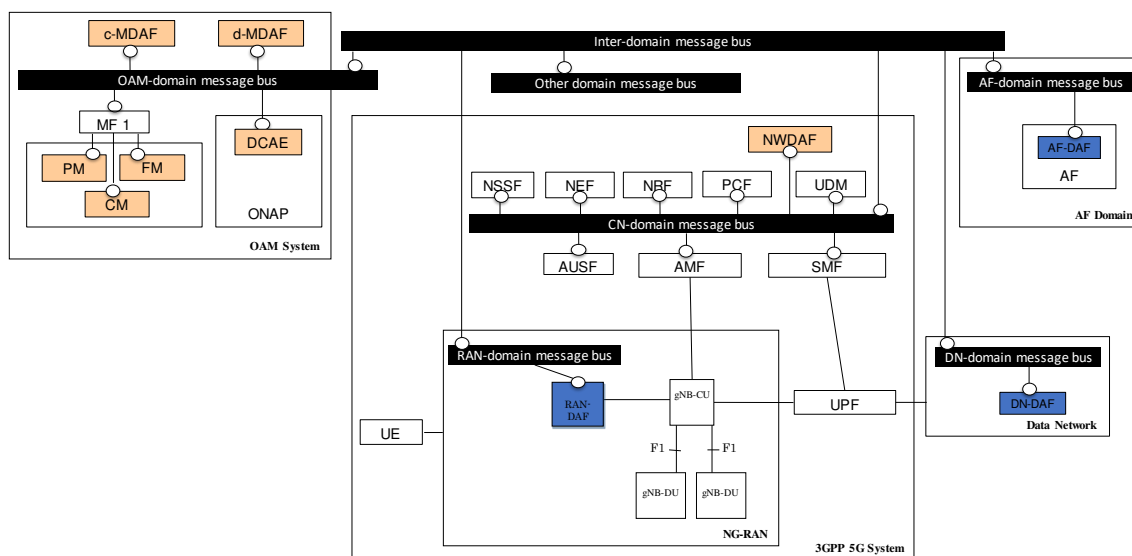 c-MDAF
d-MDAF
Inter-domain message bus
OAM-domain message bus
Other domain message bus
AF-domain message bus
MF 1
DCAE
PM
FM
CM
ONAP
OAM System
NWDAF
AF-DAF
AF
AF Domain
NSSF
NEF
NRF
PCF
UDM
CN-domain message bus
AUSF
AMF
SMF
RAN-domain message bus
DN-domain message bus
RAN-
DAF
gNB-CU
UPF
DN-DAF
Data Network
UE
F1
F1
gNB-DU
gNB-DU
NG-RAN
3GPP 5G System